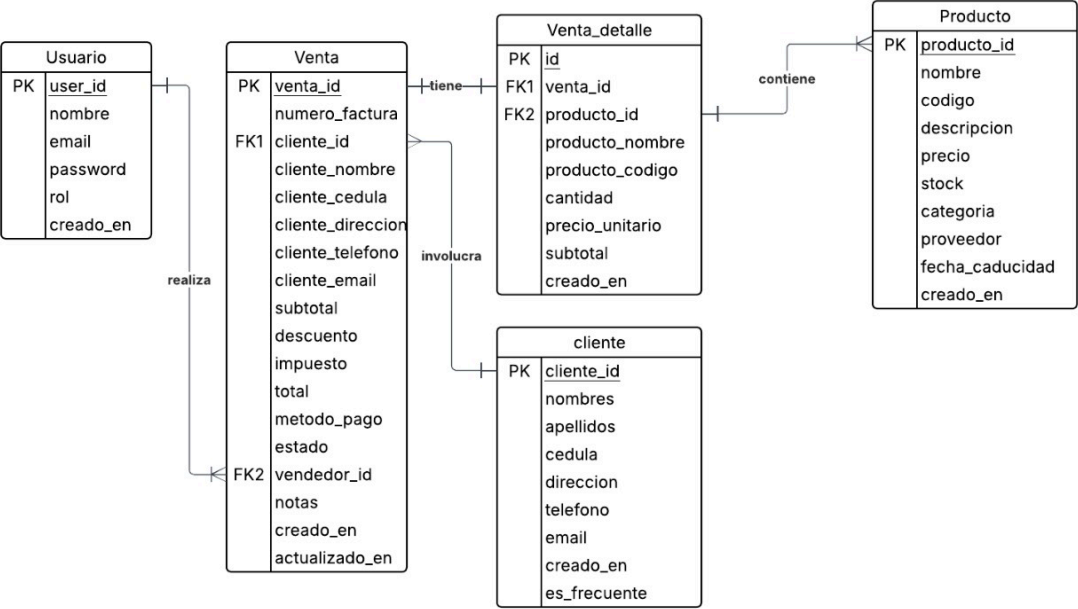 Usuario
PK user_id
nombre
email
password
rol
creado_en
realiza
Venta
PK venta_id
numero_factura
FK1 cliente_id
cliente_nombre
cliente_cedula
cliente_direccion
cliente_telefono
cliente_email
subtotal
descuento
impuesto
total
metodo_pago
estado
FK2 vendedor_id
notas
creado_en
actualizado_en
tiene
involucra
Venta_detalle
PK id
FK1 venta_id
FK2 producto_id
producto_nombre
producto_codigo
cantidad
precio_unitario
subtotal
creado_en
cliente
PK cliente_id
nombres
apellidos
cedula
direccion
telefono
email
creado_en
es_frecuente
contiene
Producto
PK producto_id
nombre
codigo
descripcion
precio
stock
categoria
proveedor
fecha_caducidad
creado_en